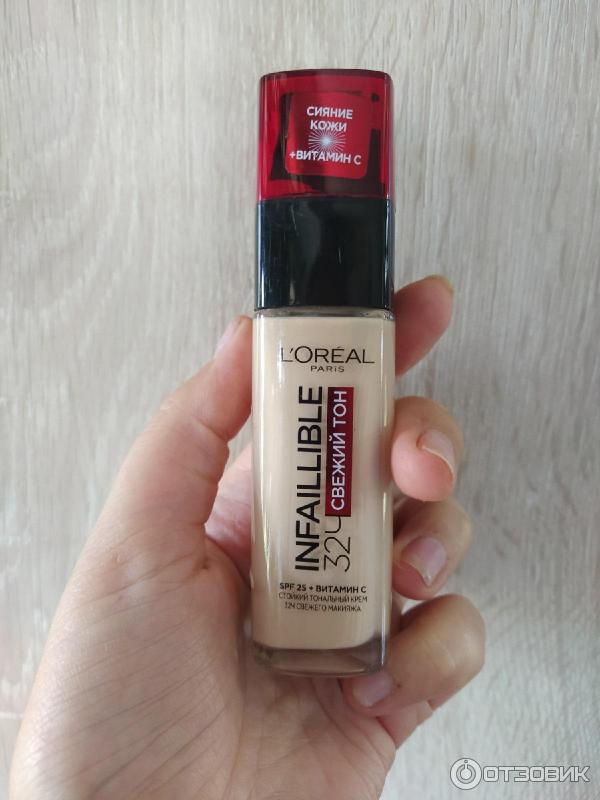 СИЯНИЕ
КОЖИ
+ВИТАМИН С
L'ORÉAL
PARIS
INFAILLIBLE
32Ч СВЕЖИЙ ТОН
SPF 25 + ВИТАМИН С
СТОЙКИЙ ТОНАЛЬНЫЙ КРЕМ
32Ч СВЕЖЕГО МАКИЯЖА
ОТЗОВИК